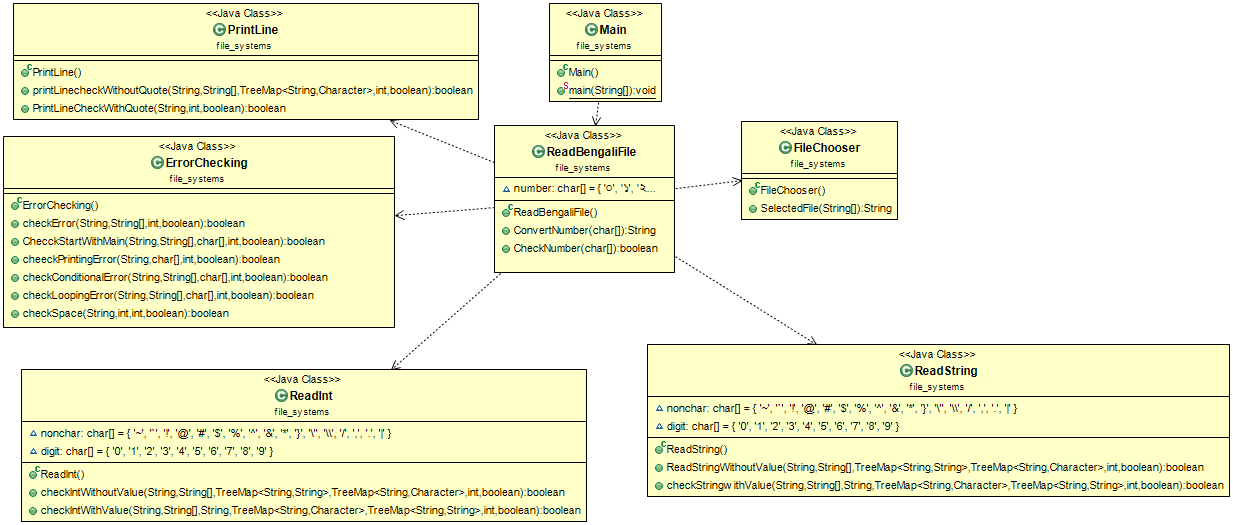 <<Java Class>>
PrintLine
file_systems
PrintLine()
printLinecheckWithoutQuote(String,String[],TreeMap<String,Character>,int,boolean):boolean
PrintLineCheckWithQuote(String,int,boolean):boolean
<<Java Class>>
Main
file_systems
Main()
main(String[]):void
<<Java Class>>
ErrorChecking
file_systems
ErrorChecking()
checkError(String,String[],int,boolean):boolean
ChecckStartWithMain(String,String[],char[],int,boolean):boolean
cheeckPrintingError(String,char[],int,boolean):boolean
checkConditionalError(String,String[],char[],int,boolean):boolean
checkLoopingError(String,String[],char[],int,boolean):boolean
checkSpace(String,int,int,boolean):boolean
<<Java Class>>
ReadBengaliFile
file_systems
number: char[] = { '০', '১', '২...
ReadBengaliFile()
ConvertNumber(char[]):String
CheckNumber(char[]):boolean
<<Java Class>>
FileChooser
file_systems
FileChooser()
SelectedFile(String[]):String
<<Java Class>>
ReadInt
file_systems
nonchar: char[] = { '~', '`', '!', '@', '#', '$', '%', '^', '&', '*', '}', '\"', '\\', '/', ',', '.', '|' }
digit: char[] = { '0', '1', '2', '3', '4', '5', '6', '7', '8', '9' }
ReadInt()
checkIntWithoutValue(String,String[],TreeMap<String,String>,TreeMap<String,Character>,int,boolean):boolean
checkIntWithValue(String,String[],String,TreeMap<String,Character>,TreeMap<String,String>,int,boolean):boolean
<<Java Class>>
ReadString
file_systems
nonchar: char[] = { '~', '`', '!', '@', '#', '$', '%', '^', '&', '*', '}', '\"', '\\', '/', ',', '.', '|' }
digit: char[] = { '0', '1', '2', '3', '4', '5', '6', '7', '8', '9' }
ReadString()
ReadStringWithoutValue(String,String[],TreeMap<String,String>,TreeMap<String,Character>,int,boolean):boolean
checkStringwithValue(String,String[],String,TreeMap<String,Character>,TreeMap<String,String>,int,boolean):boolean